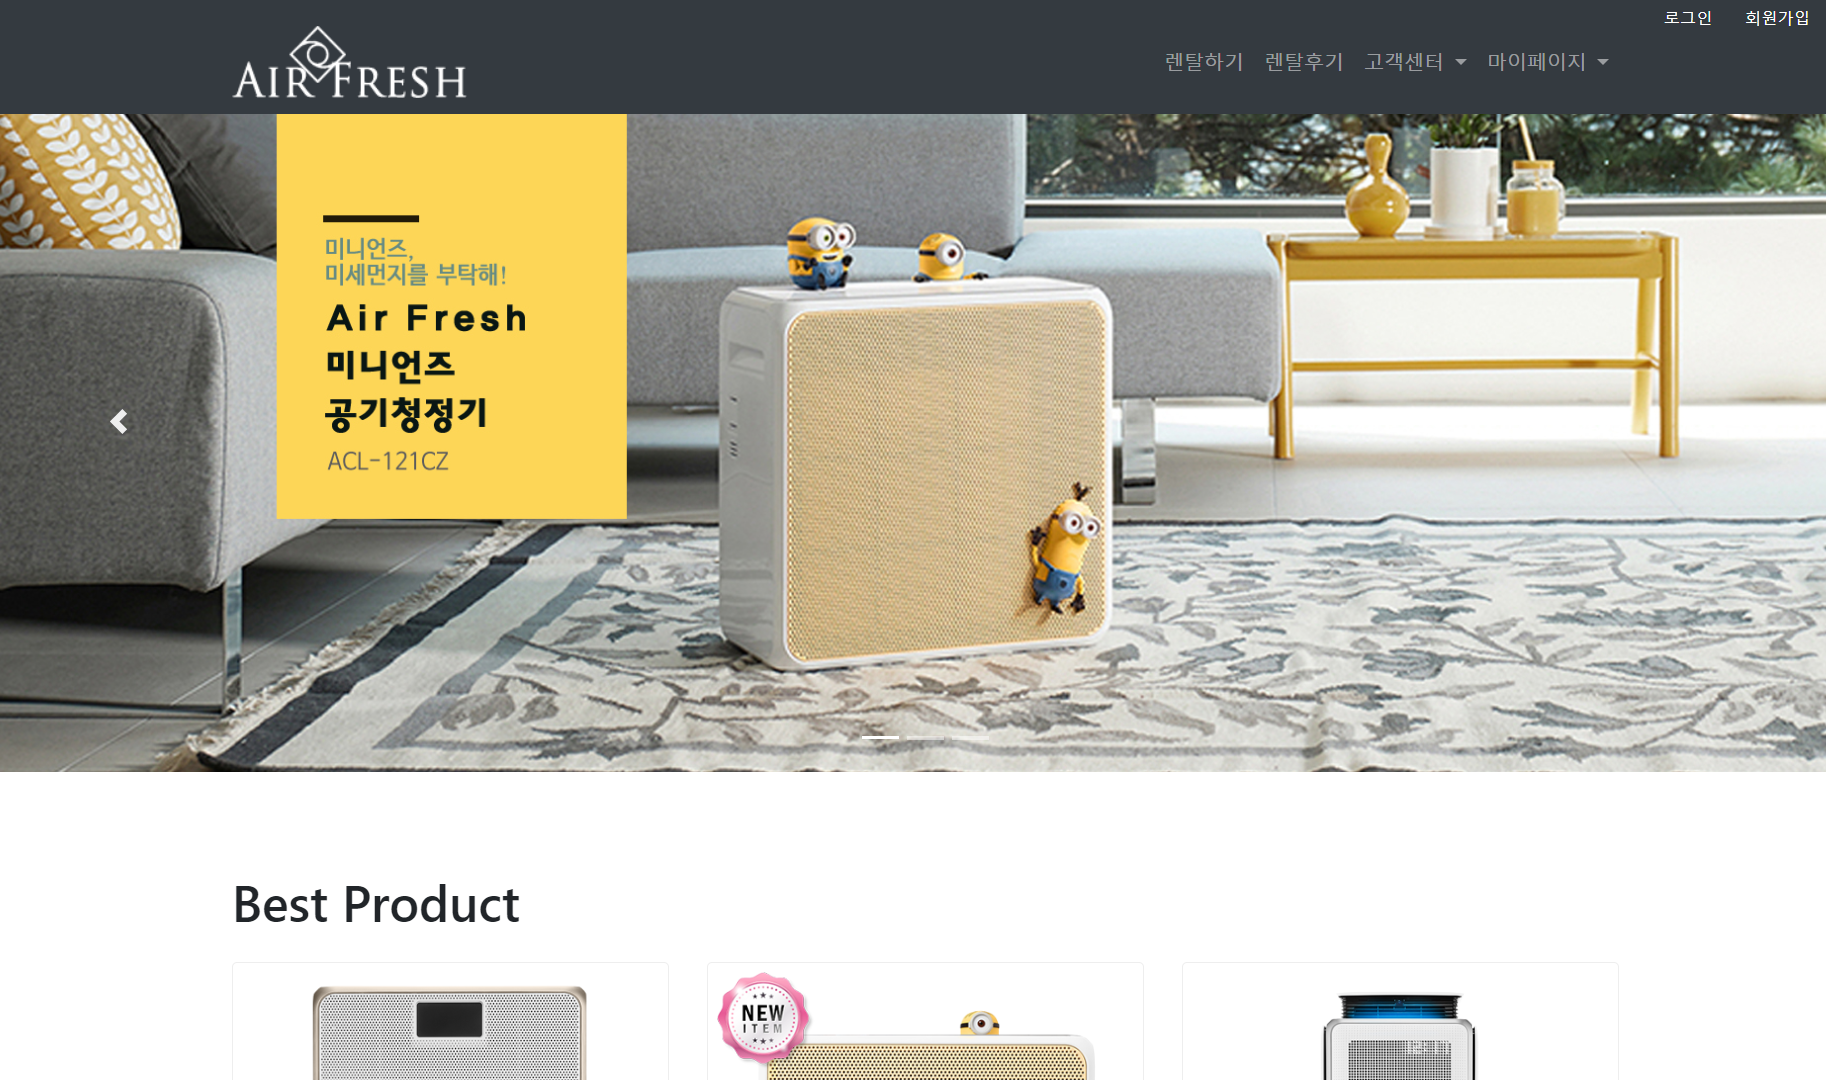 로그인 회원가입
AIR FRESH
렌탈하기 렌탈후기 고객센터 마이페이지
미니언즈,
미세먼지를 부탁해!
Air Fresh
미니언즈
공기청정기
ACL-121CZ
Best Product
NEW
ITEM